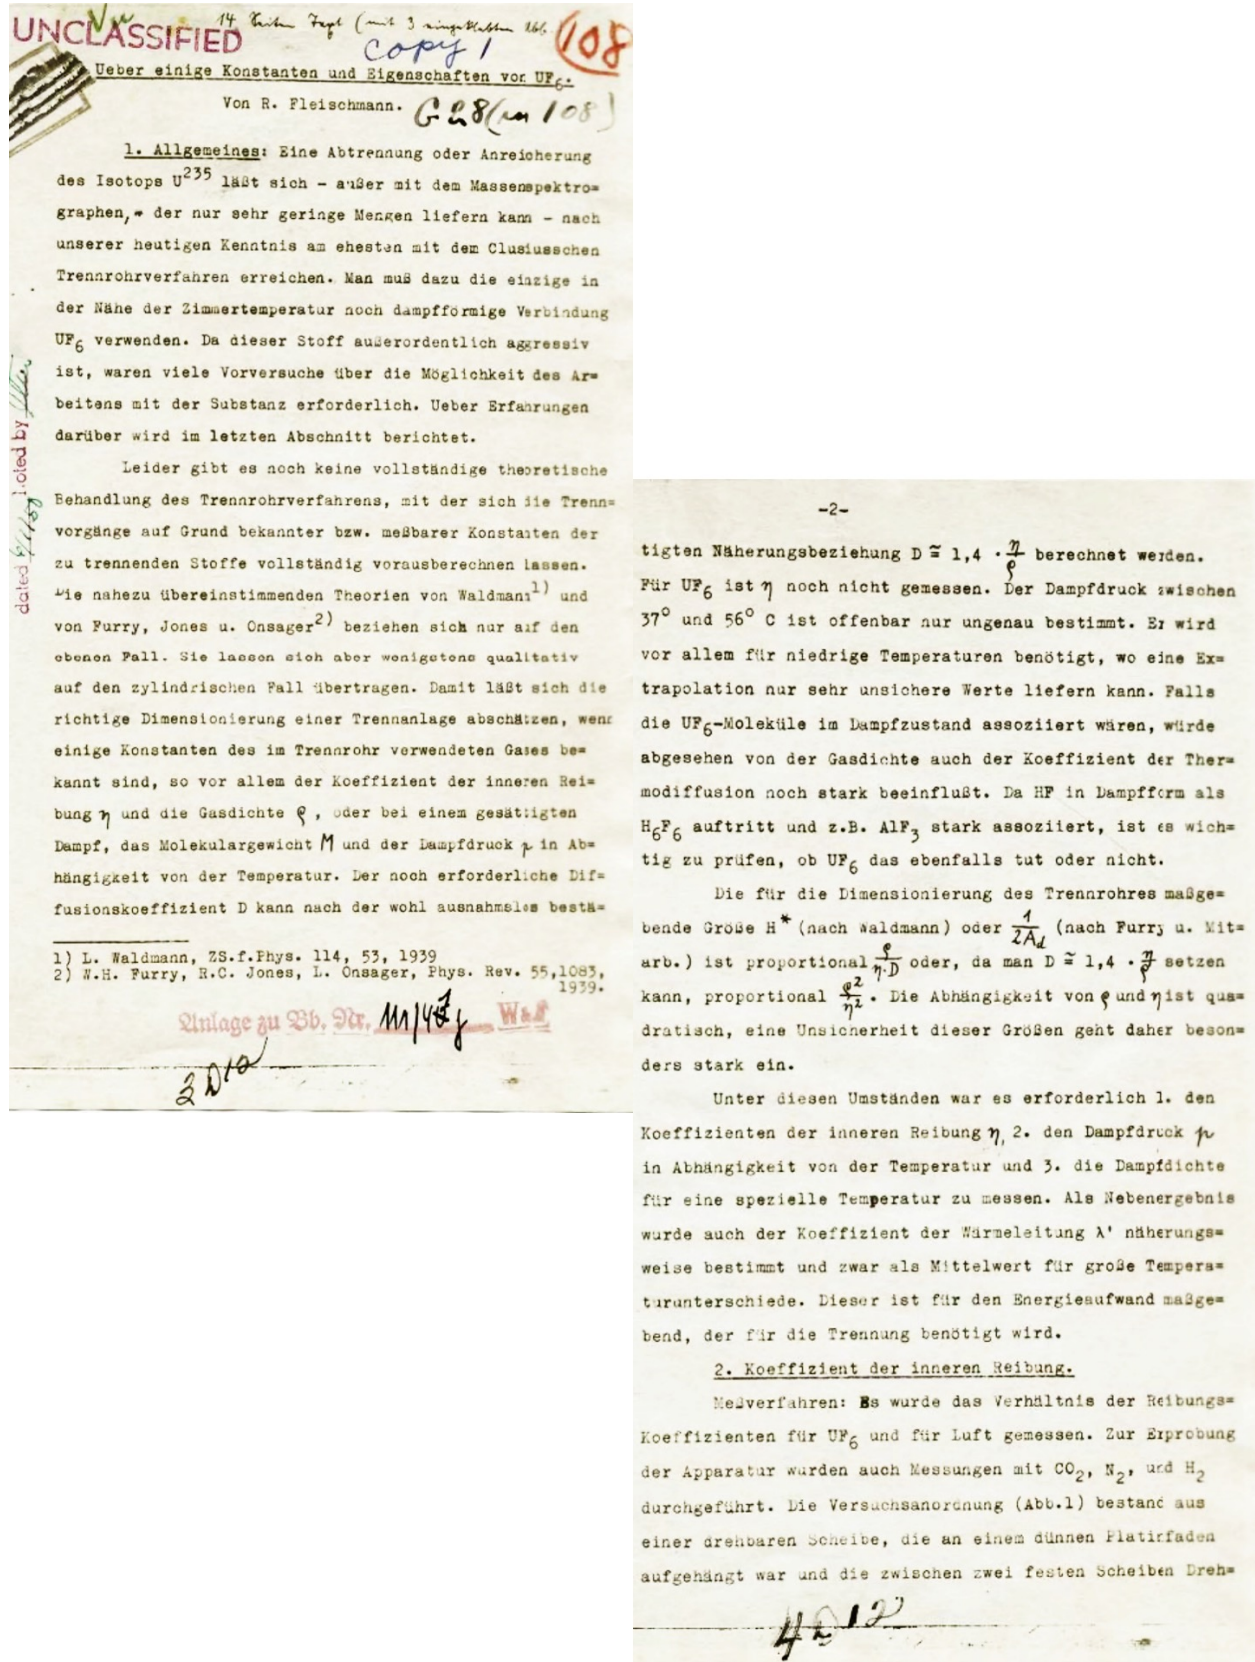 UNCLASSIFIED
14 Seiten Text (mit 3 eingeklebten Abb.
copy 1
108
Ueber einige Konstanten und Eigenschaften von UF6.
Von R. Fleischmann.
G 28 (108)
1. Allgemeines: Eine Abtrennung oder Anreicherung
des Isotops U235 läßt sich - außer mit dem Massenspektro=
graphen, der nur sehr geringe Mengen liefern kann - nach
unserer heutigen Kenntnis am ehesten mit dem Clusiusschen
Trennrohrverfahren erreichen. Man muß dazu die einzige in
der Nähe der Zimmertemperatur noch dampfförmige Verbindung
UF6 verwenden. Da dieser Stoff außerordentlich aggressiv
ist, waren viele Vorversuche über die Möglichkeit des Ar=
beitens mit der Substanz erforderlich. Ueber Erfahrungen
darüber wird im letzten Abschnitt berichtet.
Leider gibt es noch keine vollständige theoretische
Behandlung des Trennrohrverfahrens, mit der sich die Trenn=
vorgänge auf Grund bekannter bzw. meßbarer Konstanten der
zu trennenden Stoffe vollständig vorausberechnen lassen.
Die nahezu übereinstimmenden Theorien von Waldmann1) und
von Furry, Jones u. Onsager2) beziehen sich nur auf den
ebenen Fall. Sie lassen sich aber wenigstens qualitativ
auf den zylindrischen Fall übertragen. Damit läßt sich die
richtige Dimensionierung einer Trennanlage abschätzen, wenn
einige Konstanten des im Trennrohr verwendeten Gases be=
kannt sind, so vor allem der Koeffizient der inneren Rei=
bung η und die Gasdichte ϱ, oder bei einem gesättigten
Dampf, das Molekulargewicht M und der Dampfdruck p in Ab=
hängigkeit von der Temperatur. Der noch erforderliche Dif=
fusionskoeffizient D kann nach der wohl ausnahmslos bestä=
1) L. Waldmann, ZS.f.Phys. 114, 53, 1939
2) W.H. Furry, R.C. Jones, L. Onsager, Phys. Rev. 55,1083,
1939.
Anlage zu Bb. Nr.
dated
-2-
tigten Näherungsbeziehung D ≅ 1,4 · η/ϱ berechnet werden.
Für UF6 ist η noch nicht gemessen. Der Dampfdruck zwischen
37° und 56° C ist offenbar nur ungenau bestimmt. Er wird
vor allem für niedrige Temperaturen benötigt, wo eine Ex=
trapolation nur sehr unsichere Werte liefern kann. Falls
die UF6-Moleküle im Dampfzustand assoziiert wären, würde
abgesehen von der Gasdichte auch der Koeffizient der Ther=
modiffusion noch stark beeinflußt. Da HF in Dampfform als
H6F6 auftritt und z.B. AlF3 stark assoziiert, ist es wich=
tig zu prüfen, ob UF6 das ebenfalls tut oder nicht.
Die für die Dimensionierung des Trennrohres maßge=
bende Größe H* (nach Waldmann) oder 1/2Ad (nach Furry u. Mit=
arb.) ist proportional ϱ/η·D oder, da man D ≅ 1,4 · η/ϱ setzen
kann, proportional ϱ²/η². Die Abhängigkeit von ϱ und η ist qua=
dratisch, eine Unsicherheit dieser Größen geht daher beson=
ders stark ein.
Unter diesen Umständen war es erforderlich 1. den
Koeffizienten der inneren Reibung η, 2. den Dampfdruck p
in Abhängigkeit von der Temperatur und 3. die Dampfdichte
für eine spezielle Temperatur zu messen. Als Nebenergebnis
wurde auch der Koeffizient der Wärmeleitung λ' näherungs=
weise bestimmt und zwar als Mittelwert für große Tempera=
turunterschiede. Dieser ist für den Energieaufwand maßge=
bend, der für die Trennung benötigt wird.
2. Koeffizient der inneren Reibung.
Meßverfahren: Es wurde das Verhältnis der Reibungs=
Koeffizienten für UF6 und für Luft gemessen. Zur Erprobung
der Apparatur wurden auch Messungen mit CO2, N2, und H2
durchgeführt. Die Versuchsanordnung (Abb.1) bestand aus
einer drehbaren Scheibe, die an einem dünnen Platinfaden
aufgehängt war und die zwischen zwei festen Scheiben Dreh=